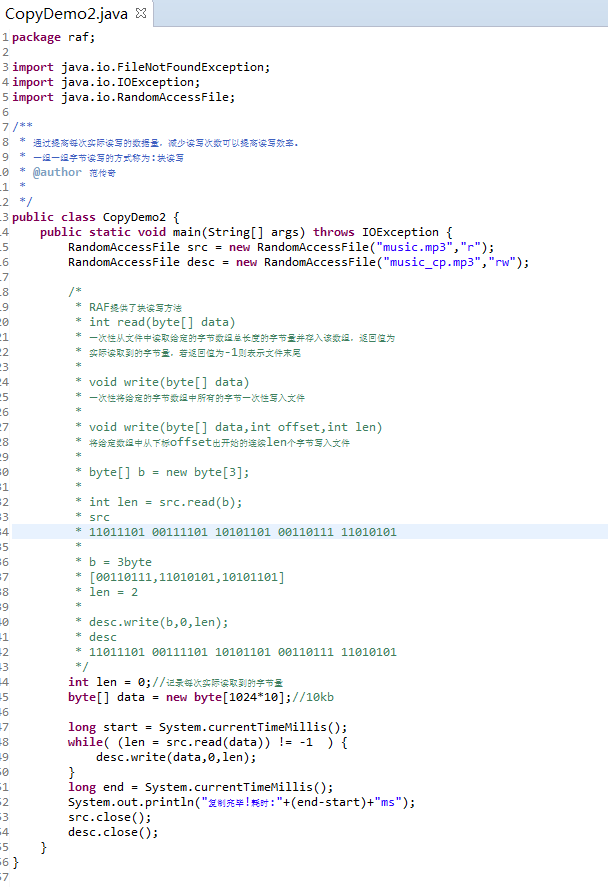 CopyDemo2.java
1 package raf;
2
3 import java.io.FileNotFoundException;
4 import java.io.IOException;
5 import java.io.RandomAccessFile;
6
7 /**
8  * 通过提高每次实际读写的数据量，减少读写次数可以提高读写效率。
9  * 一组一组字节读写的方式称为:块读写
10  * @author 范传奇
11  *
12  */
13 public class CopyDemo2 {
14     public static void main(String[] args) throws IOException {
15         RandomAccessFile src = new RandomAccessFile("music.mp3","r");
16         RandomAccessFile desc = new RandomAccessFile("music_cp.mp3","rw");
17
18         /*
19          * RAF提供了块读写方法
20          * int read(byte[] data)
21          * 一次性从文件中读取给定的字节数组总长度的字节量并存入该数组，返回值为
22          * 实际读取到的字节量，若返回值为-1则表示文件末尾
23          *
24          * void write(byte[] data)
25          * 一次性将给定的字节数组中所有的字节一次性写入文件
26          *
27          * void write(byte[] data,int offset,int len)
28          * 将给定数组中从下标offset出开始的连续len个字节写入文件
29          *
30          * byte[] b = new byte[3];
31          *
32          * int len = src.read(b);
33          * src
34          * 11011101 00111101 10101101 00110111 11010101
35          *
36          * b = 3byte
37          * [00110111,11010101,10101101]
38          * len = 2
39          *
40          * desc.write(b,0,len);
41          * desc
42          * 11011101 00111101 10101101 00110111 11010101
43          */
44         int len = 0;//记录每次实际读取到的字节量
45         byte[] data = new byte[1024*10];//10kb
46
47         long start = System.currentTimeMillis();
48         while( (len = src.read(data)) != -1  ) {
49             desc.write(data,0,len);
50         }
51         long end = System.currentTimeMillis();
52         System.out.println("复制完毕!耗时:"+(end-start)+"ms");
53         src.close();
54         desc.close();
55     }
56 }
57